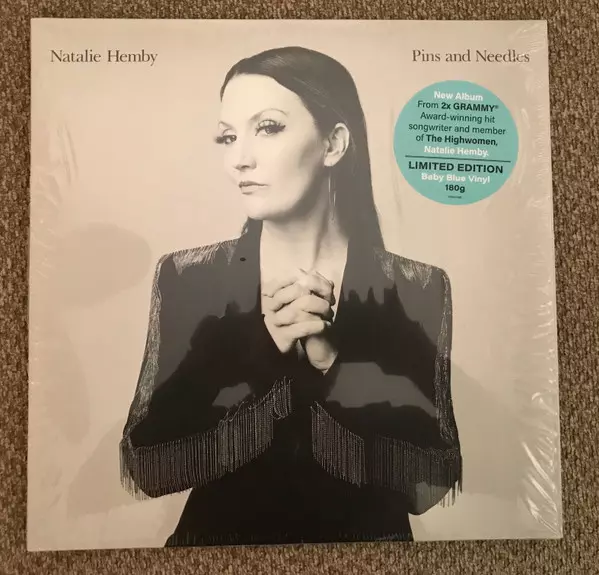 Natalie Hemby
Pins and Needles
New Album
From 2x GRAMMY®
Award-winning hit
songwriter and member
of The Highwomen,
Natalie Hemby.
LIMITED EDITION
Baby Blue Vinyl
180g